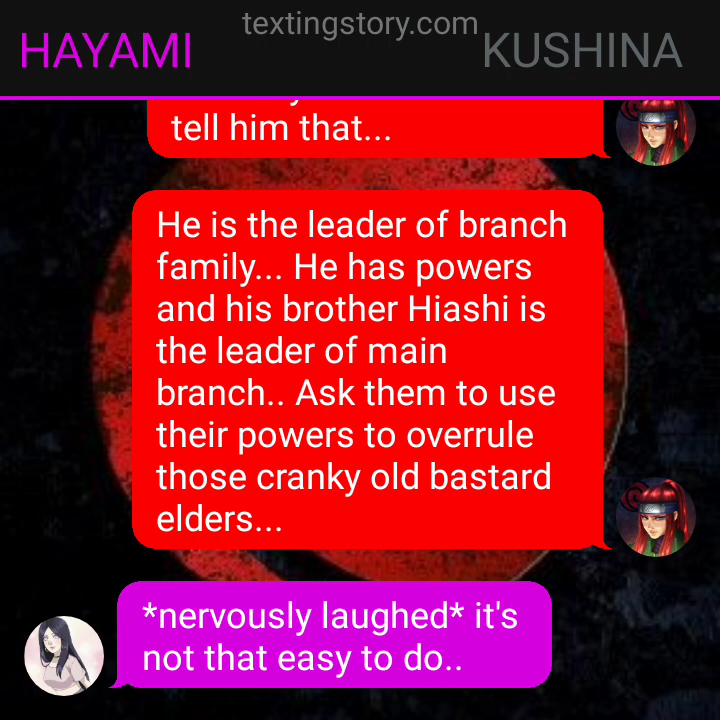 textingstory.com
HAYAMI
KUSHINA
tell him that...
He is the leader of branch
family... He has powers
and his brother Hiashi is
the leader of main
branch.. Ask them to use
their powers to overrule
those cranky old bastard
elders...
*nervously laughed* it's
not that easy to do..